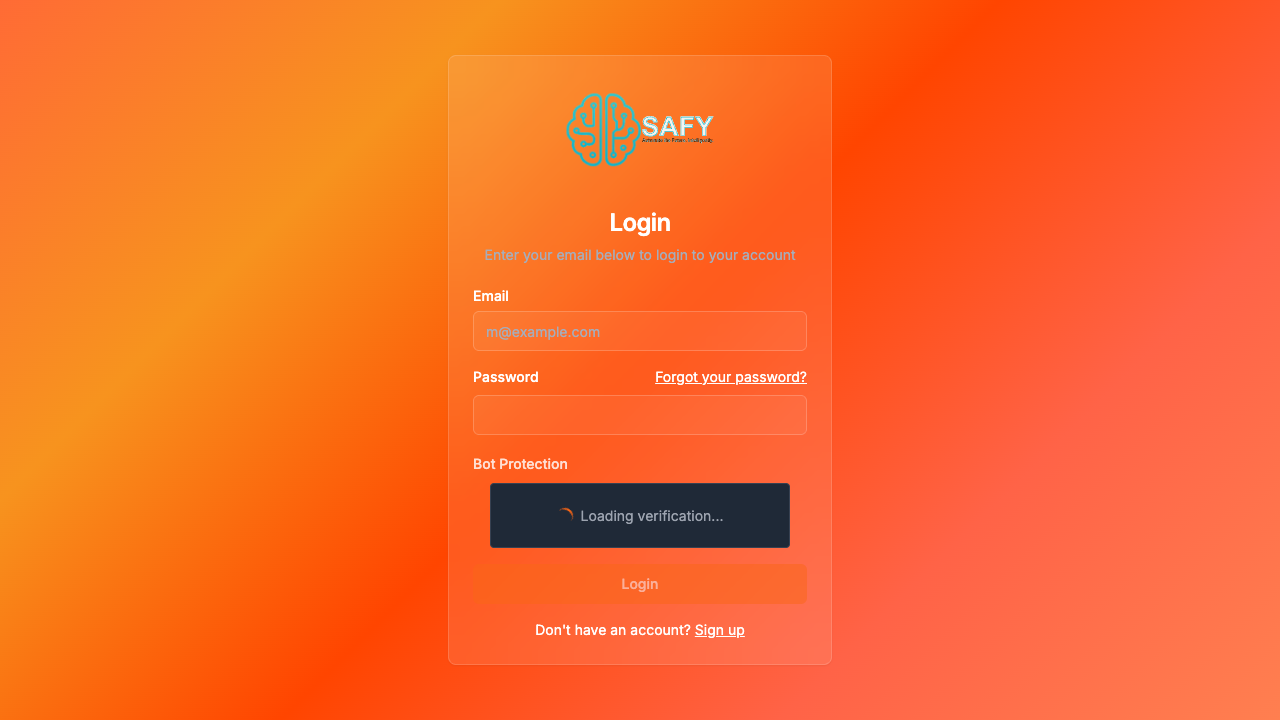 SAFY
Login
Enter your email below to login to your account
Email
m@example.com
Password Forgot your password?
Bot Protection
Loading verification...
Login
Don't have an account? Sign up